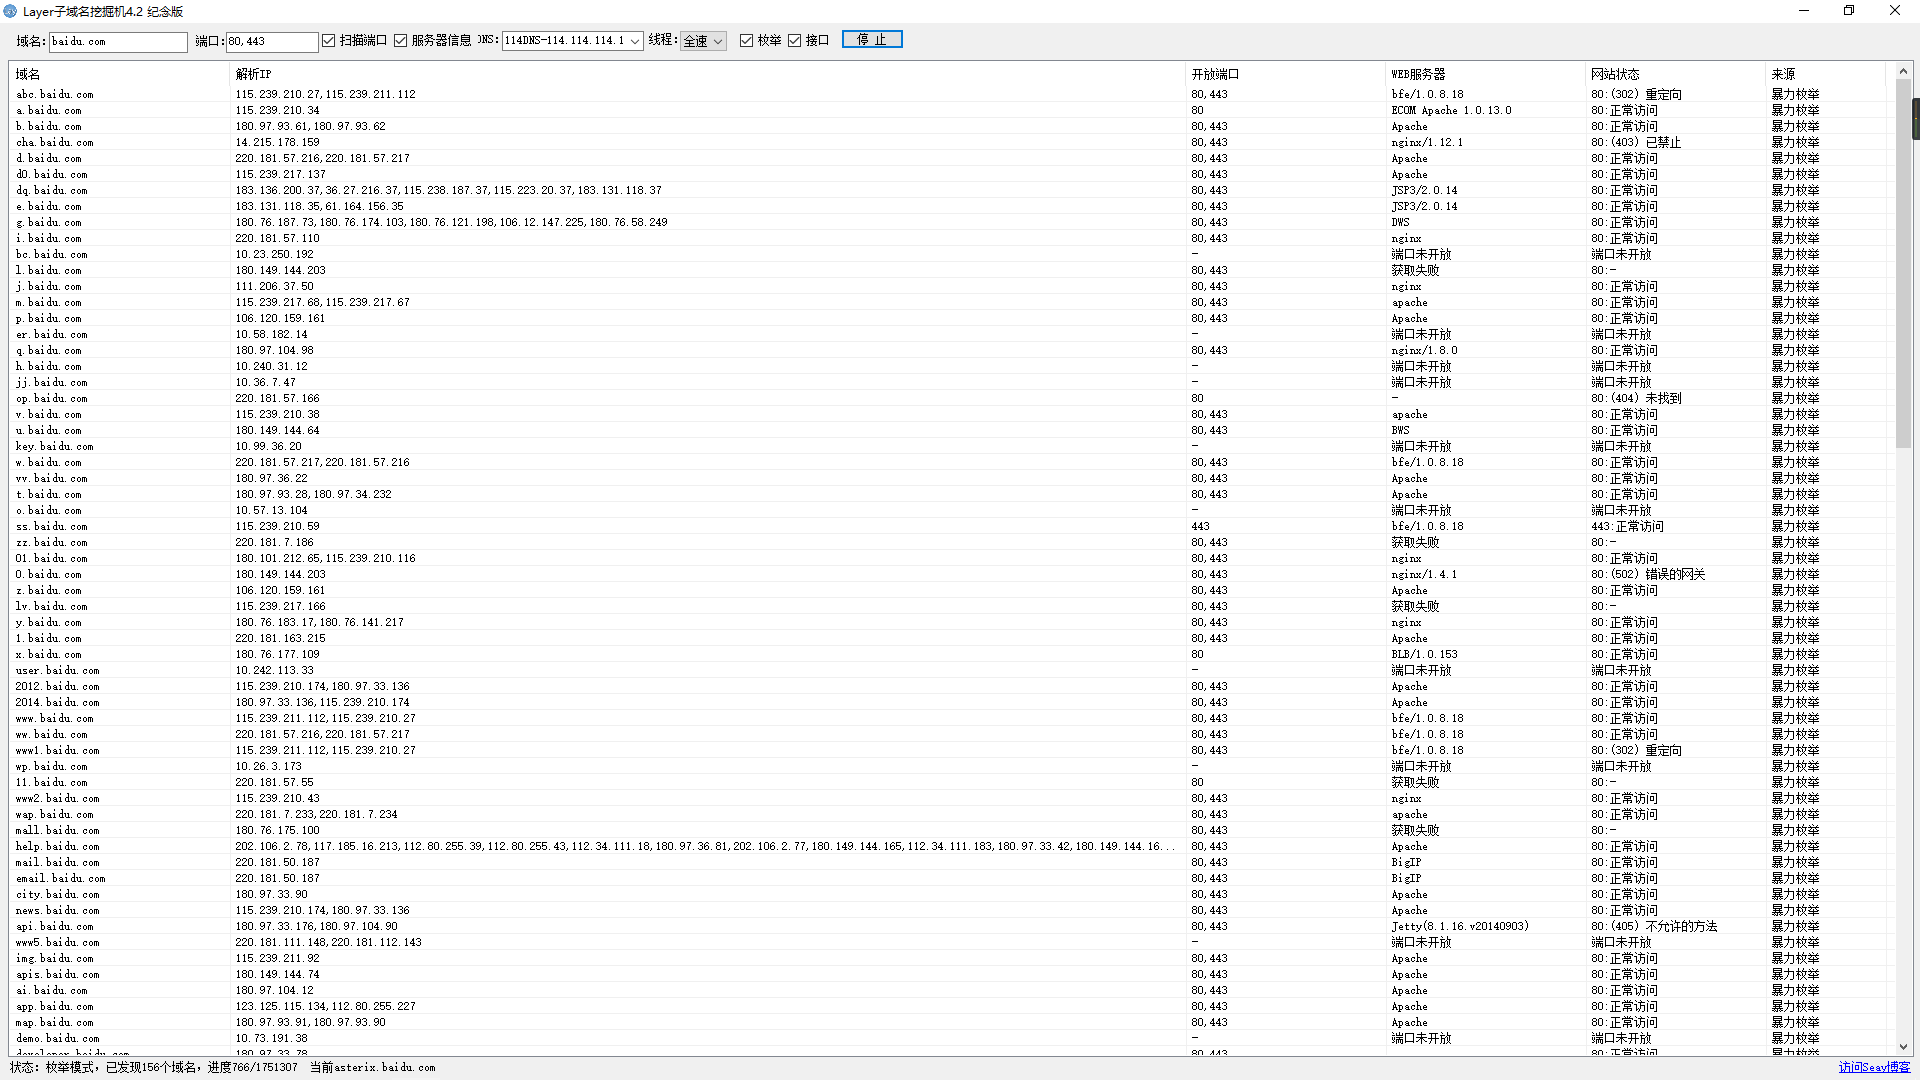 Layer子域名挖掘机4.2 纪念版
域名: baidu.com 端口: 80,443 扫描端口 服务器信息 DNS: 114DNS-114.114.114.1 线程: 全速 枚举 接口 停 止
域名 解析IP 开放端口 WEB服务器 网站状态 来源
abc.baidu.com 115.239.210.27,115.239.211.112 80,443 bfe/1.0.8.18 80:(302) 重定向 暴力枚举
a.baidu.com 115.239.210.34 80 ECOM Apache 1.0.13.0 80:正常访问 暴力枚举
b.baidu.com 180.97.93.61,180.97.93.62 80,443 Apache 80:正常访问 暴力枚举
cha.baidu.com 14.215.178.159 80,443 nginx/1.12.1 80:(403) 已禁止 暴力枚举
d.baidu.com 220.181.57.216,220.181.57.217 80,443 Apache 80:正常访问 暴力枚举
d0.baidu.com 115.239.217.137 80,443 Apache 80:正常访问 暴力枚举
dq.baidu.com 183.136.200.37,36.27.216.37,115.238.187.37,115.223.20.37,183.131.118.37 80,443 JSP3/2.0.14 80:正常访问 暴力枚举
e.baidu.com 183.131.118.35,61.164.156.35 80,443 JSP3/2.0.14 80:正常访问 暴力枚举
g.baidu.com 180.76.187.73,180.76.174.103,180.76.121.198,106.12.147.225,180.76.58.249 80,443 DWS 80:正常访问 暴力枚举
i.baidu.com 220.181.57.110 80,443 nginx 80:正常访问 暴力枚举
bc.baidu.com 10.23.250.192 - 端口未开放 端口未开放 暴力枚举
l.baidu.com 180.149.144.203 80,443 获取失败 80:- 暴力枚举
j.baidu.com 111.206.37.50 80,443 nginx 80:正常访问 暴力枚举
m.baidu.com 115.239.217.68,115.239.217.67 80,443 apache 80:正常访问 暴力枚举
p.baidu.com 106.120.159.161 80,443 Apache 80:正常访问 暴力枚举
er.baidu.com 10.58.182.14 - 端口未开放 端口未开放 暴力枚举
q.baidu.com 180.97.104.98 80,443 nginx/1.8.0 80:正常访问 暴力枚举
h.baidu.com 10.240.31.12 - 端口未开放 端口未开放 暴力枚举
jj.baidu.com 10.36.7.47 - 端口未开放 端口未开放 暴力枚举
op.baidu.com 220.181.57.166 80 - 80:(404) 未找到 暴力枚举
v.baidu.com 115.239.210.38 80,443 apache 80:正常访问 暴力枚举
u.baidu.com 180.149.144.64 80,443 BWS 80:正常访问 暴力枚举
key.baidu.com 10.99.36.20 - 端口未开放 端口未开放 暴力枚举
w.baidu.com 220.181.57.217,220.181.57.216 80,443 bfe/1.0.8.18 80:正常访问 暴力枚举
vv.baidu.com 180.97.36.22 80,443 Apache 80:正常访问 暴力枚举
t.baidu.com 180.97.93.28,180.97.34.232 80,443 Apache 80:正常访问 暴力枚举
o.baidu.com 10.57.13.104 - 端口未开放 端口未开放 暴力枚举
ss.baidu.com 115.239.210.59 443 bfe/1.0.8.18 443:正常访问 暴力枚举
zz.baidu.com 220.181.7.186 80,443 获取失败 80:- 暴力枚举
01.baidu.com 180.101.212.65,115.239.210.116 80,443 nginx 80:正常访问 暴力枚举
0.baidu.com 180.149.144.203 80,443 nginx/1.4.1 80:(502) 错误的网关 暴力枚举
z.baidu.com 106.120.159.161 80,443 Apache 80:正常访问 暴力枚举
lv.baidu.com 115.239.217.166 80,443 获取失败 80:- 暴力枚举
y.baidu.com 180.76.183.17,180.76.141.217 80,443 nginx 80:正常访问 暴力枚举
1.baidu.com 220.181.163.215 80,443 Apache 80:正常访问 暴力枚举
x.baidu.com 180.76.177.109 80 BLB/1.0.153 80:正常访问 暴力枚举
user.baidu.com 10.242.113.33 - 端口未开放 端口未开放 暴力枚举
2012.baidu.com 115.239.210.174,180.97.33.136 80,443 Apache 80:正常访问 暴力枚举
2014.baidu.com 180.97.33.136,115.239.210.174 80,443 Apache 80:正常访问 暴力枚举
www.baidu.com 115.239.211.112,115.239.210.27 80,443 bfe/1.0.8.18 80:正常访问 暴力枚举
ww.baidu.com 220.181.57.216,220.181.57.217 80,443 bfe/1.0.8.18 80:正常访问 暴力枚举
www1.baidu.com 115.239.211.112,115.239.210.27 80,443 bfe/1.0.8.18 80:(302) 重定向 暴力枚举
wp.baidu.com 10.26.3.173 - 端口未开放 端口未开放 暴力枚举
11.baidu.com 220.181.57.55 80 获取失败 80:- 暴力枚举
www2.baidu.com 115.239.210.43 80,443 nginx 80:正常访问 暴力枚举
wap.baidu.com 220.181.7.233,220.181.7.234 80,443 apache 80:正常访问 暴力枚举
mall.baidu.com 180.76.175.100 80,443 获取失败 80:- 暴力枚举
help.baidu.com 202.106.2.78,117.185.16.213,112.80.255.39,112.80.255.43,112.34.111.18,180.97.36.81,202.106.2.77,180.149.144.165,112.34.111.183,180.97.33.42,180.149.144.16... 80,443 Apache 80:正常访问 暴力枚举
mail.baidu.com 220.181.50.187 80,443 BigIP 80:正常访问 暴力枚举
email.baidu.com 220.181.50.187 80,443 BigIP 80:正常访问 暴力枚举
city.baidu.com 180.97.33.90 80,443 Apache 80:正常访问 暴力枚举
news.baidu.com 115.239.210.174,180.97.33.136 80,443 Apache 80:正常访问 暴力枚举
api.baidu.com 180.97.33.176,180.97.104.90 80,443 Jetty(8.1.16.v20140903) 80:(405) 不允许的方法 暴力枚举
www5.baidu.com 220.181.111.148,220.181.112.143 - 端口未开放 端口未开放 暴力枚举
img.baidu.com 115.239.211.92 80,443 Apache 80:正常访问 暴力枚举
apis.baidu.com 180.149.144.74 80,443 Apache 80:正常访问 暴力枚举
ai.baidu.com 180.97.104.12 80,443 Apache 80:正常访问 暴力枚举
app.baidu.com 123.125.115.134,112.80.255.227 80,443 Apache 80:正常访问 暴力枚举
map.baidu.com 180.97.93.91,180.97.93.90 80,443 Apache 80:正常访问 暴力枚举
demo.baidu.com 10.73.191.38 - 端口未开放 端口未开放 暴力枚举
developer.baidu.com 180.97.33.78 80,443 80:正常访问 暴力枚举
状态: 枚举模式，已发现156个域名，进度766/1751307 当前asterix.baidu.com 访问Seay博客